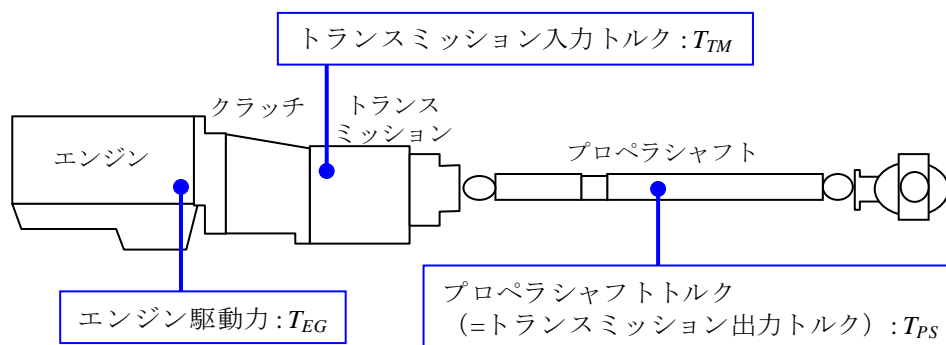 トランスミッション入力トルク:T_TM
クラッチ
トランス
ミッション
エンジン
プロペラシャフト
エンジン駆動力:T_EG
プロペラシャフトトルク
(=トランスミッション出力トルク):T_PS